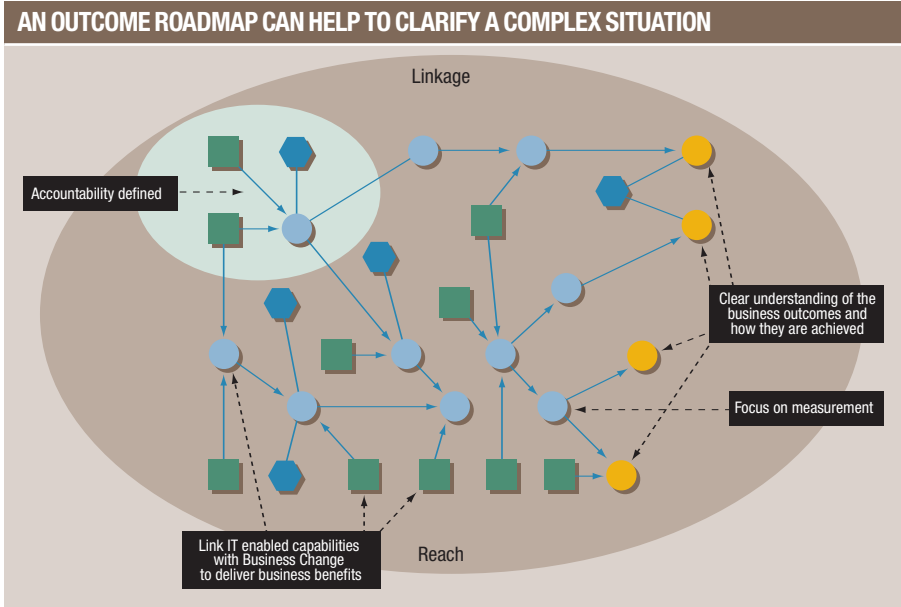 AN OUTCOME ROADMAP CAN HELP TO CLARIFY A COMPLEX SITUATION
Linkage
Accountability defined
Clear understanding of the
business outcomes and
how they are achieved
Focus on measurement
Link IT enabled capabilities
with Business Change
to deliver business benefits
Reach